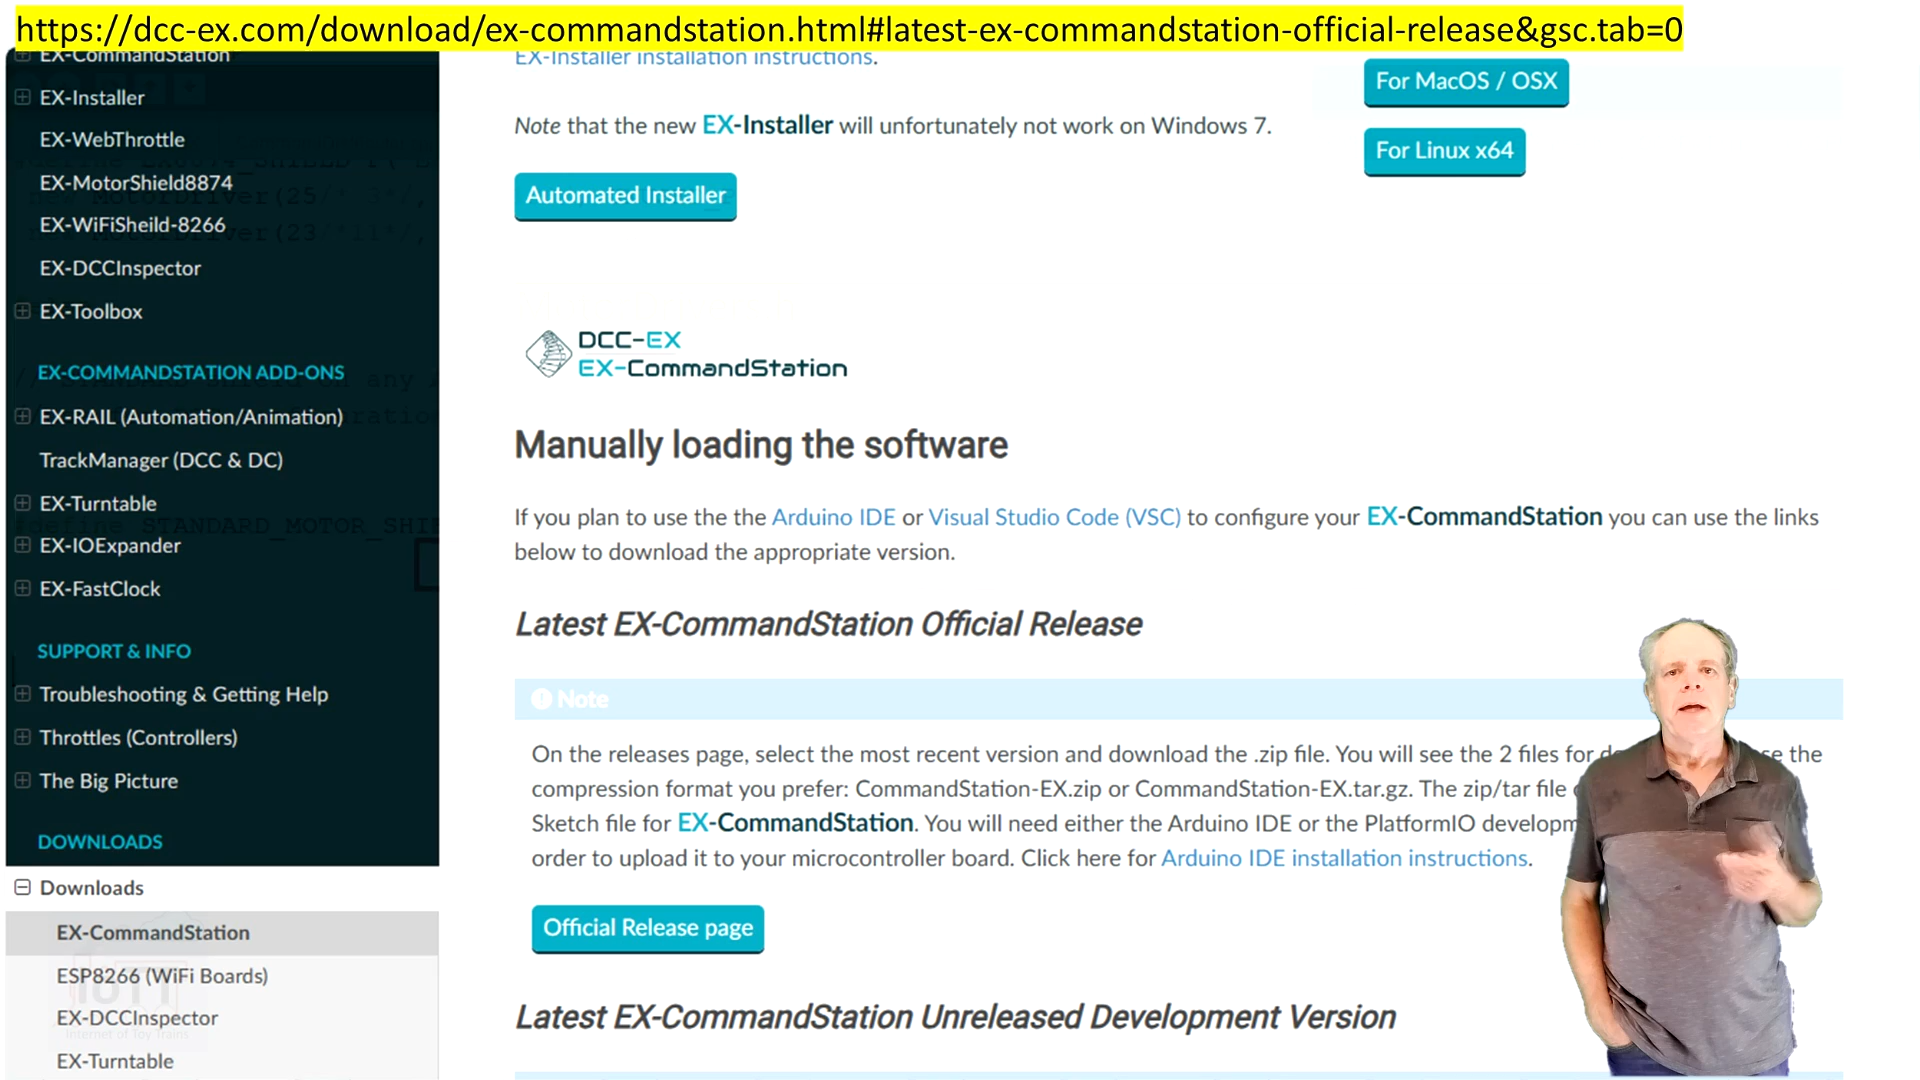 https://dcc-ex.com/download/ex-commandstation.html#latest-ex-commandstation-official-release&gsc.tab=0
EX-CommandStation
EX-Installer
EX-WebThrottle
EX-MotorShield8874
EX-WiFiSheild-8266
EX-DCCInspector
EX-Toolbox
EX-COMMANDSTATION ADD-ONS
EX-RAIL (Automation/Animation)
TrackManager (DCC & DC)
EX-Turntable
#define STANDARD_MOTOR_SHI
EX-IOExpander
EX-FastClock
SUPPORT & INFO
Troubleshooting & Getting Help
Throttles (Controllers)
The Big Picture
DOWNLOADS
Downloads
EX-CommandStation
ESP8266 (WiFi Boards)
IoTT
EX-DCCInspector
Internet of Toy Trains
EX-Turntable
EX-Installer installation instructions.
Note that the new EX-Installer will unfortunately not work on Windows 7.
Automated Installer
For MacOS / OSX
For Linux x64
DCC-EX
EX-CommandStation
Manually loading the software
If you plan to use the the Arduino IDE or Visual Studio Code (VSC) to configure your EX-CommandStation you can use the links
below to download the appropriate version.
Latest EX-CommandStation Official Release
Note
On the releases page, select the most recent version and download the .zip file. You will see the 2 files for the
compression format you prefer: CommandStation-EX.zip or CommandStation-EX.tar.gz. The zip/tar file
Sketch file for EX-CommandStation. You will need either the Arduino IDE or the PlatformIO developm
order to upload it to your microcontroller board. Click here for Arduino IDE installation instructions.
Official Release page
Latest EX-CommandStation Unreleased Development Version